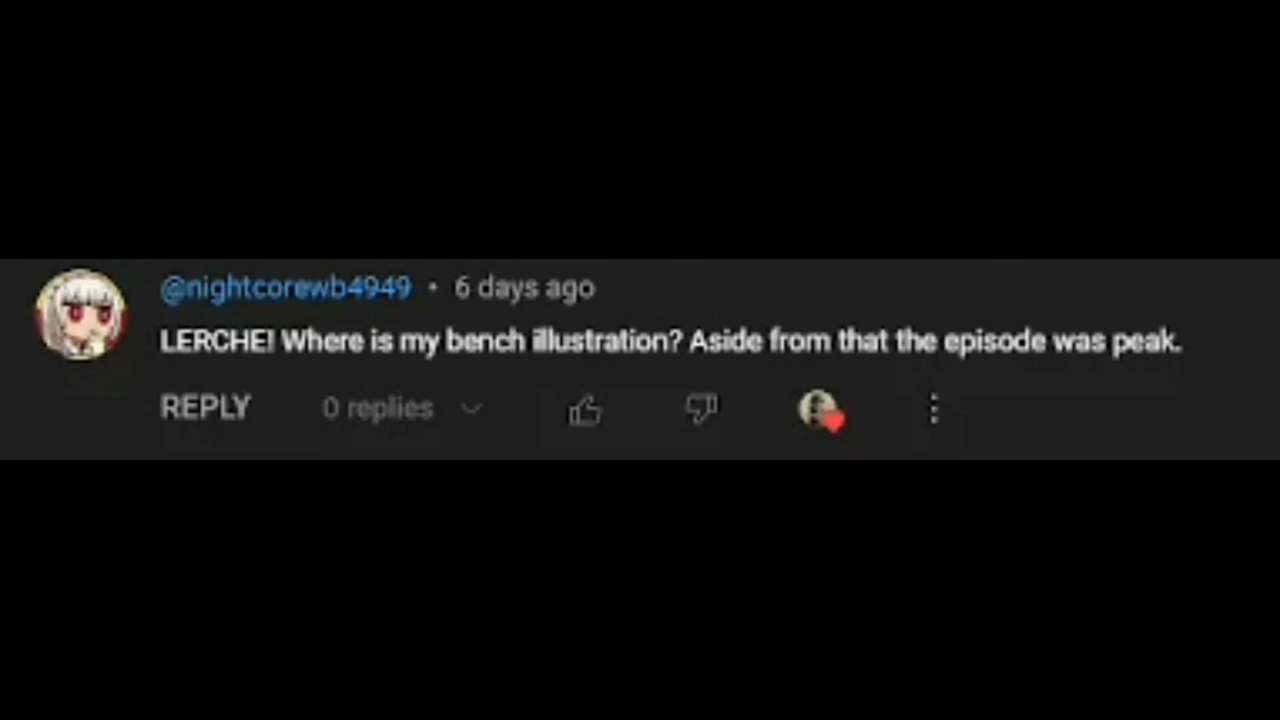 @nightcorewb4949 • 6 days ago
LERCHE! Where is my bench illustration? Aside from that the episode was peak.
REPLY 0 replies